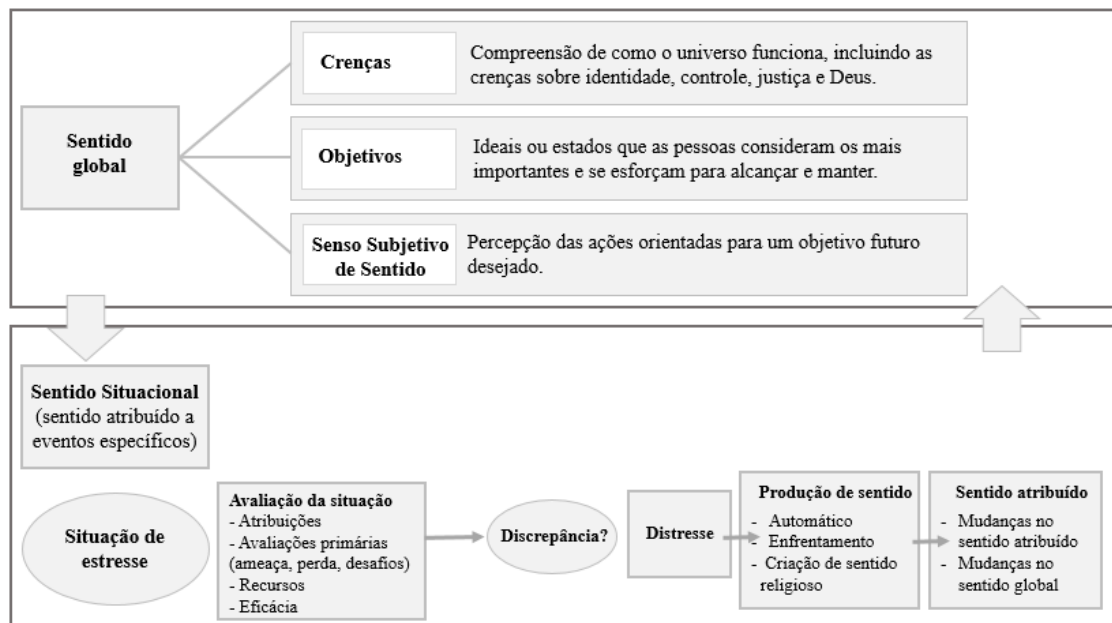 Sentido
global
Crenças
Compreensão de como o universo funciona, incluindo as
crenças sobre identidade, controle, justiça e Deus.
Objetivos
Ideais ou estados que as pessoas consideram os mais
importantes e se esforçam para alcançar e manter.
Senso Subjetivo
de Sentido
Percepção das ações orientadas para um objetivo futuro
desejado.
Sentido Situacional
(sentido atribuído a
eventos específicos)
Situação de
estresse
Avaliação da situação
- Atribuições
- Avaliações primárias
(ameaça, perda, desafios)
- Recursos
- Eficácia
Discrepância?
Distresse
Produção de sentido
- Automático
- Enfrentamento
- Criação de sentido
religioso
Sentido atribuído
- Mudanças no
sentido atribuído
- Mudanças no
sentido global